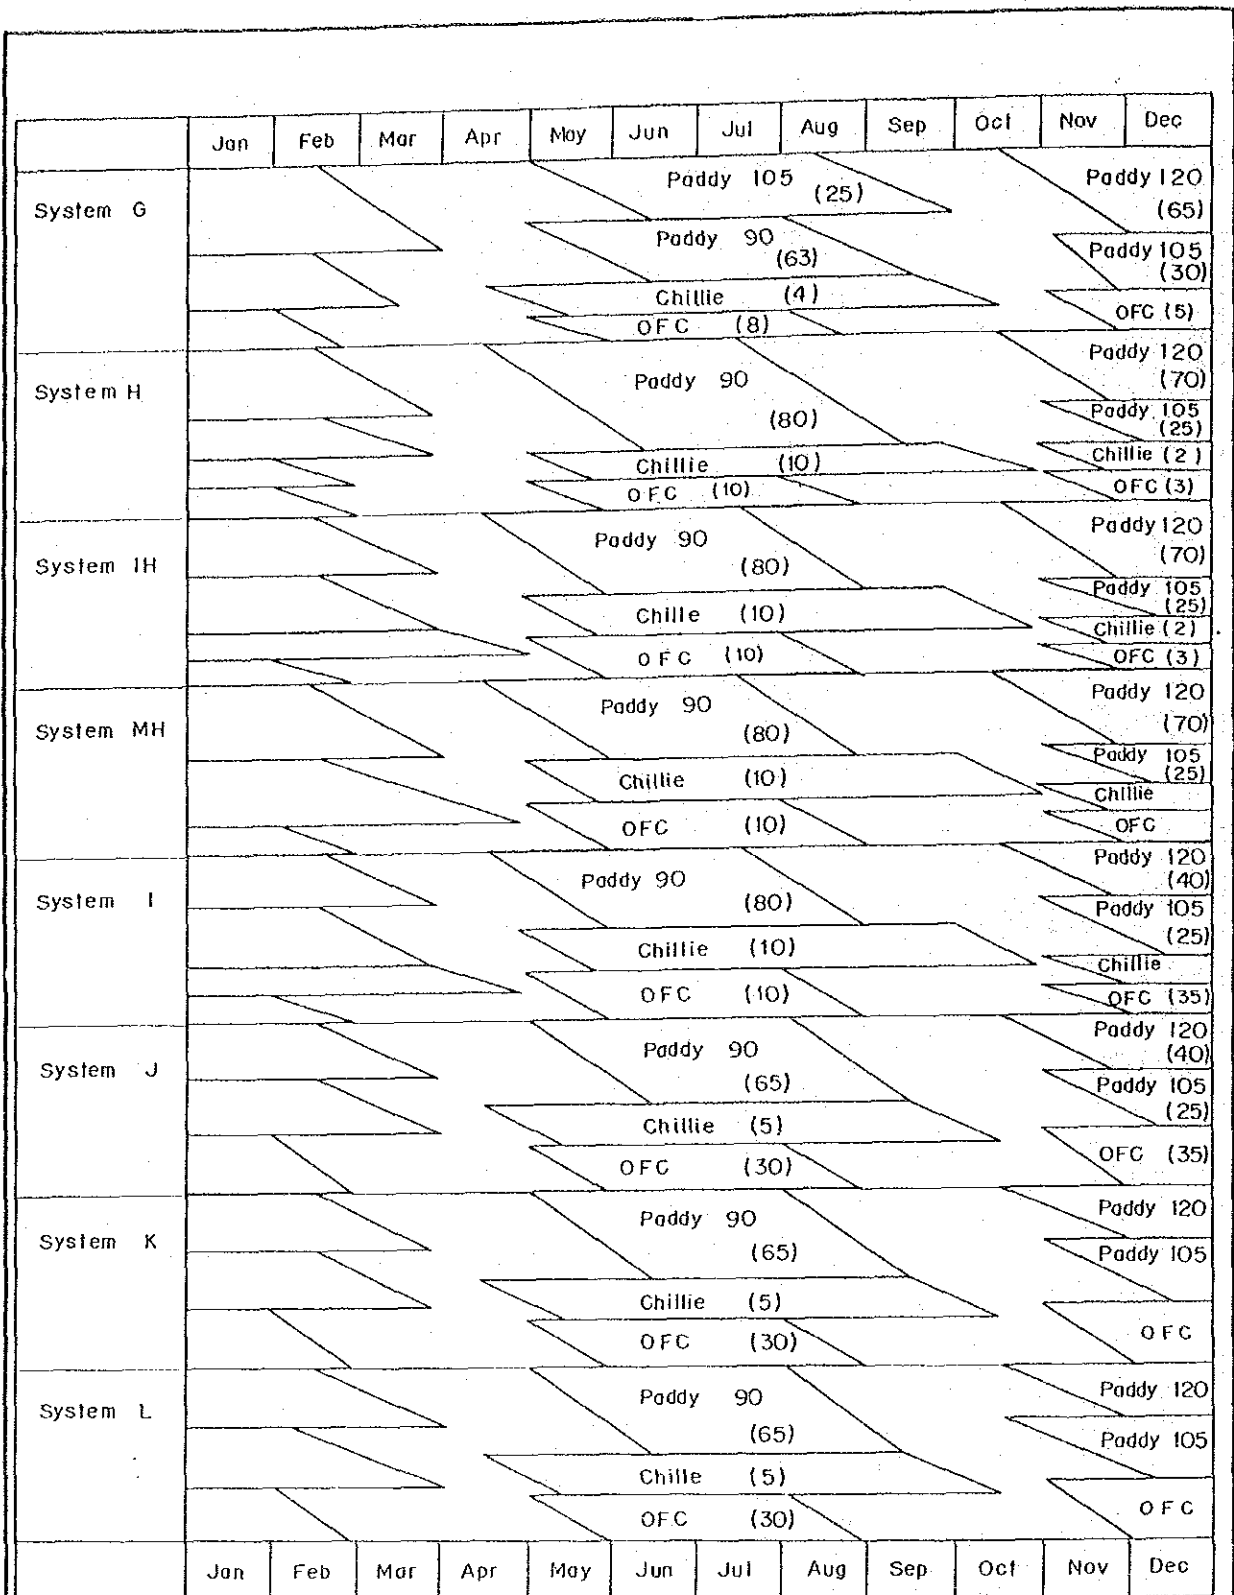 Jan Feb Mar Apr May Jun Jul Aug Sep Oct Nov Dec
System G
Paddy 105
(25)
Paddy 120
(65)
Paddy 90
(63)
Paddy 105
(30)
Chillie (4)
OFC (5)
OFC (8)
System H
Paddy 90
(80)
Paddy 120
(70)
Paddy 105
(25)
Chillie (10)
Chillie (2)
OFC (10)
OFC (3)
System IH
Paddy 90
(80)
Paddy 120
(70)
Paddy 105
(25)
Chille (10)
Chillie (2)
OFC (10)
OFC (3)
System MH
Paddy 90
(80)
Paddy 120
(70)
Paddy 105
(25)
Chillie (10)
Chillie
OFC (10)
OFC
System I
Paddy 90
(80)
Paddy 120
(40)
Paddy 105
(25)
Chillie (10)
Chillie
OFC (10)
OFC (35)
System J
Paddy 90
(65)
Paddy 120
(40)
Paddy 105
(25)
Chillie (5)
OFC (30)
OFC (35)
System K
Paddy 90
(65)
Paddy 120
Paddy 105
Chillie (5)
OFC (30)
OFC
System L
Paddy 90
(65)
Paddy 120
Paddy 105
Chille (5)
OFC (30)
OFC
Jan Feb Mar Apr May Jun Jul Aug Sep Oct Nov Dec